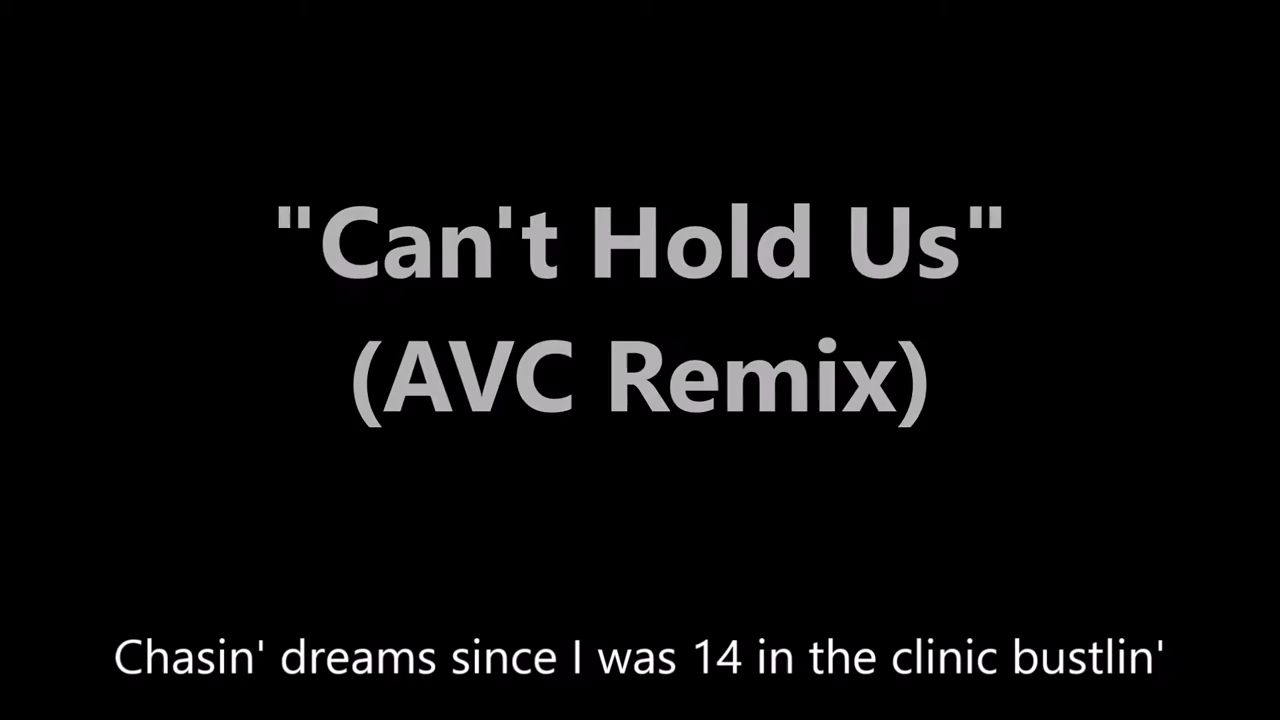 "Can't Hold Us"
(AVC Remix)
Chasin' dreams since I was 14 in the clinic bustlin'